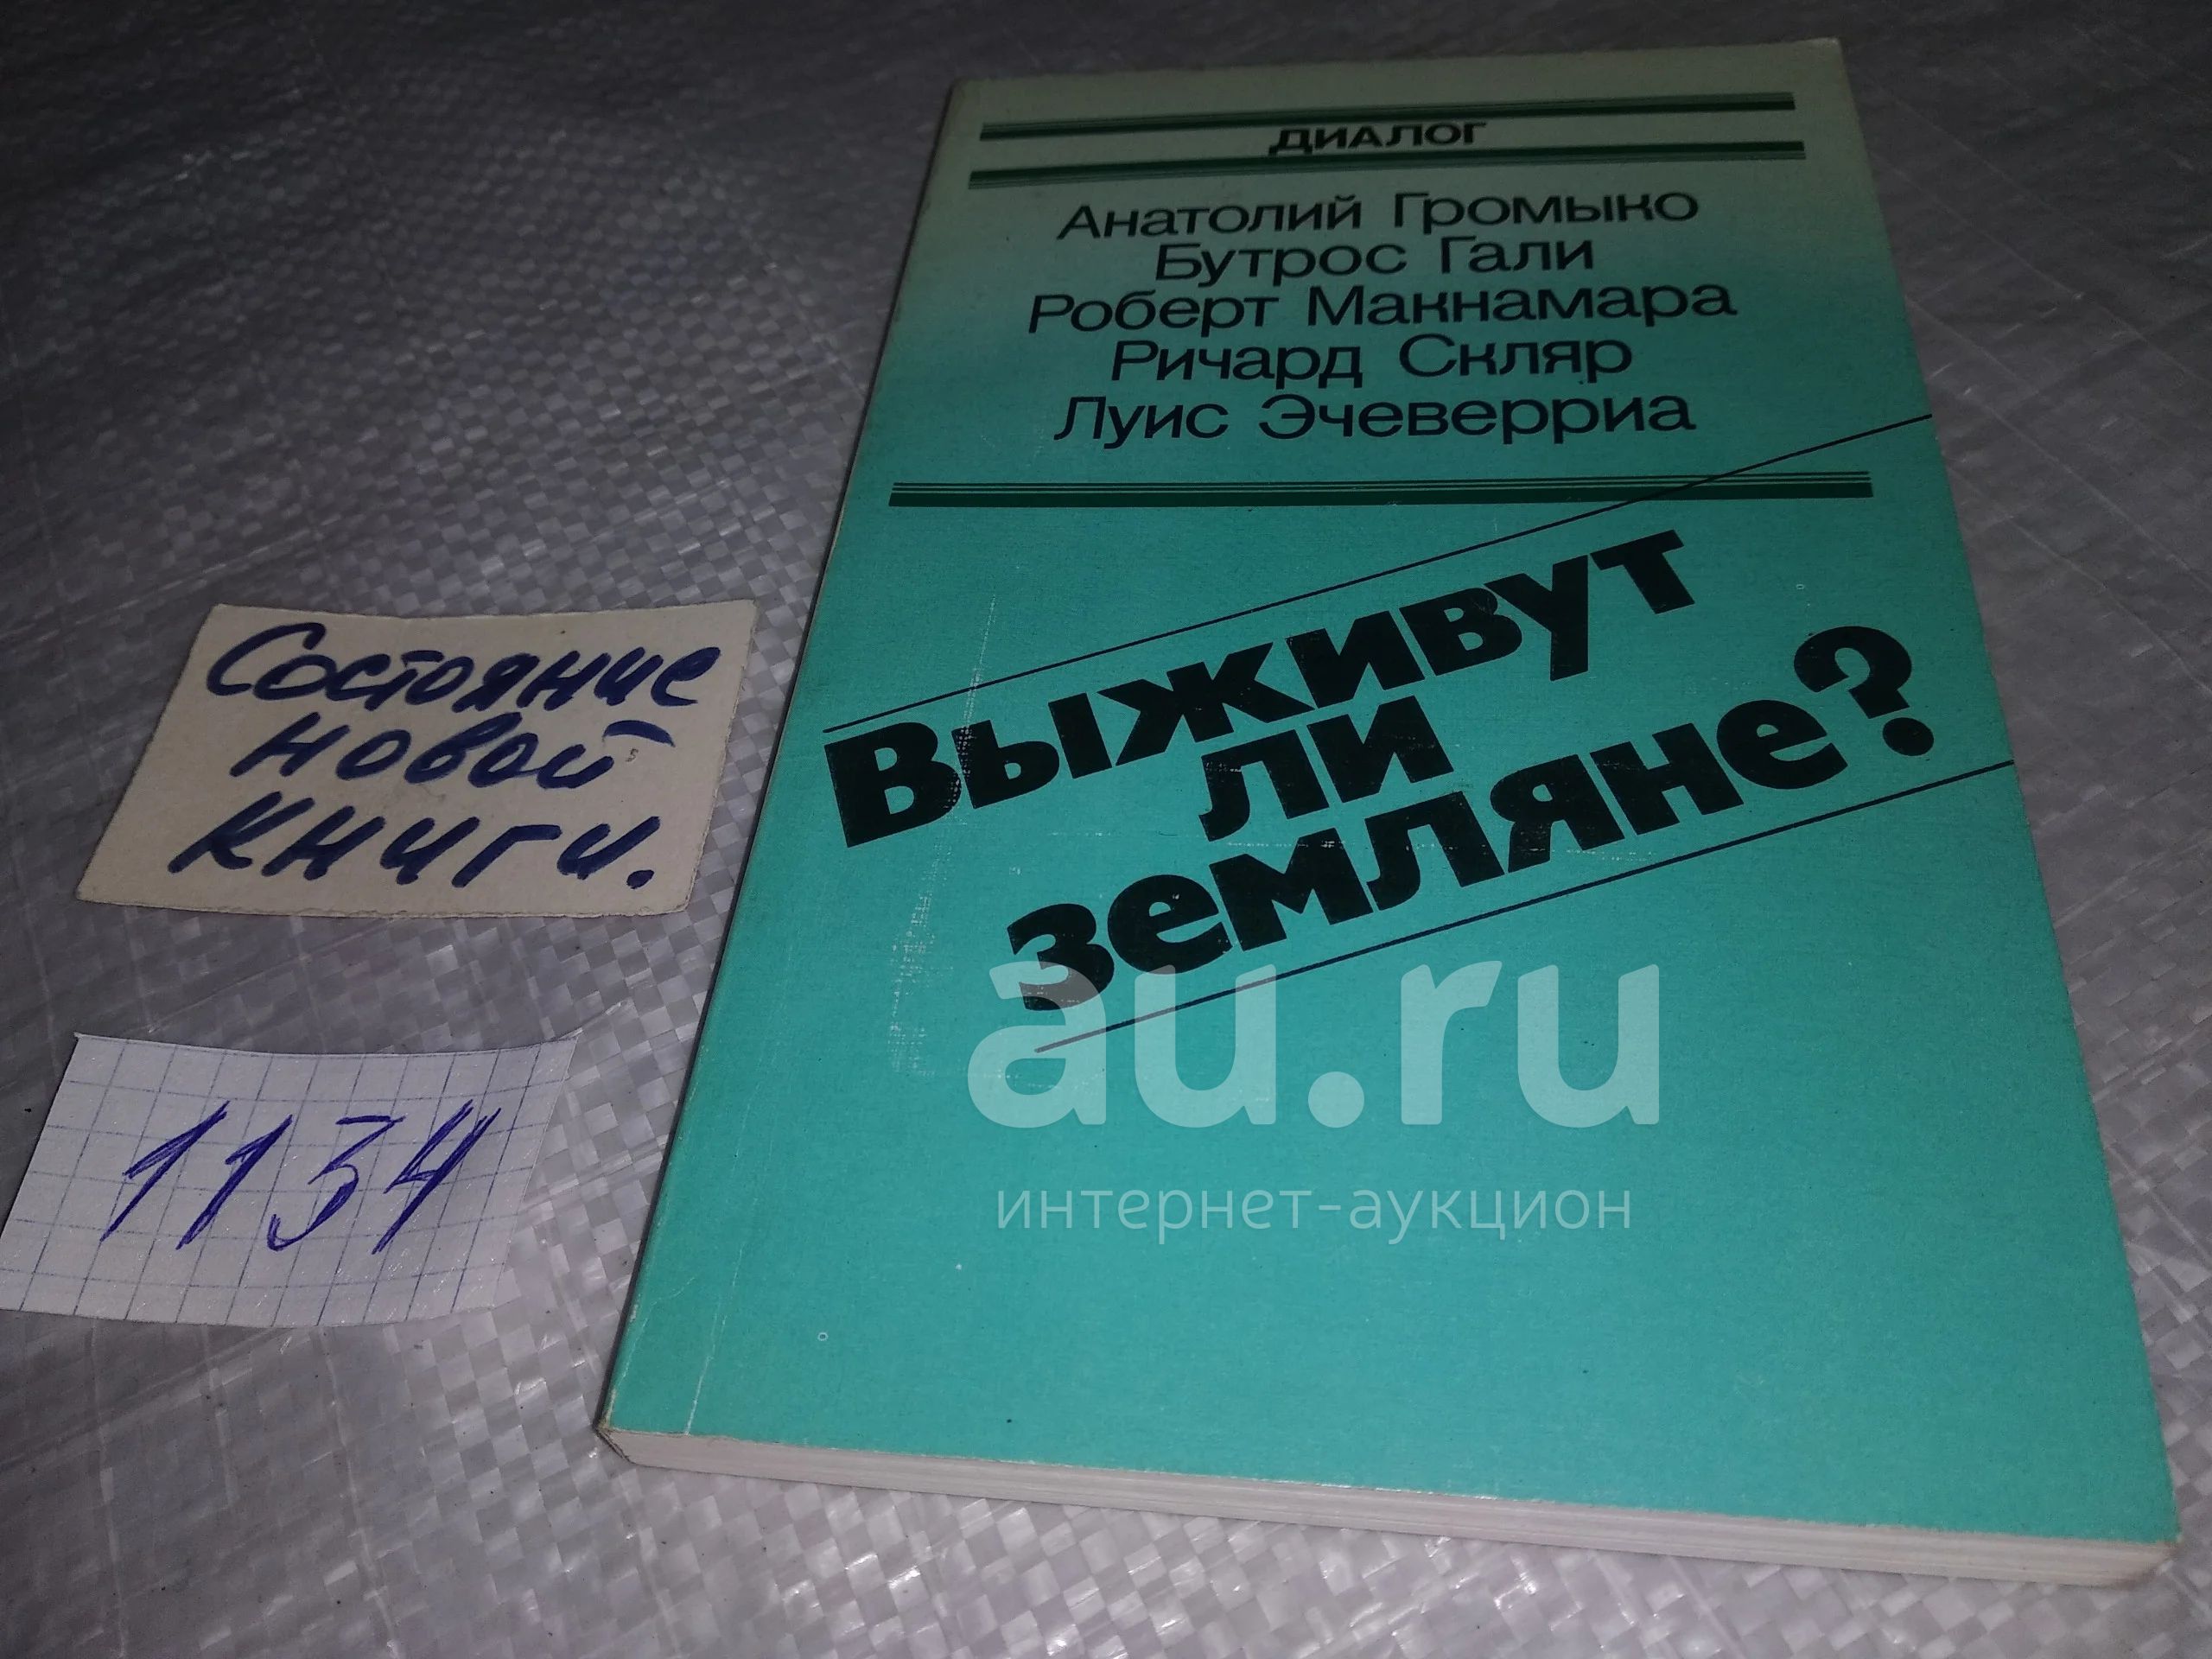 ДИАЛОГ
Анатолий Громыко
Бутрос Гали
Роберт Макнамара
Ричард Скляр
Луис Эчеверриа
Выживут
ли
земляне?
Состояние
новой
книги.
1134
au.ru
интернет-аукцион